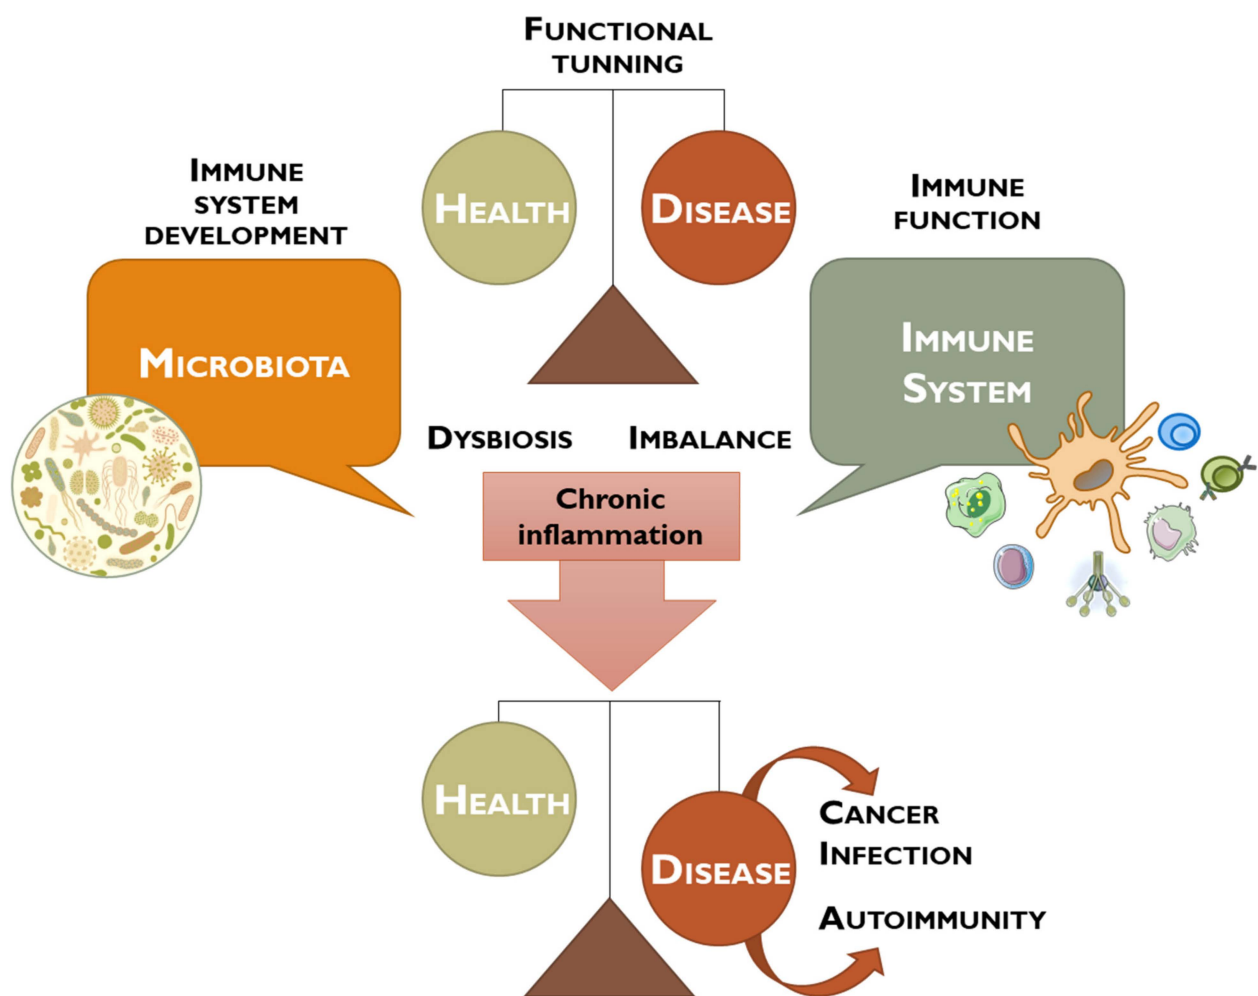 FUNCTIONAL
TUNNING
HEALTH
DISEASE
IMMUNE
SYSTEM
DEVELOPMENT
IMMUNE
FUNCTION
MICROBIOTA
IMMUNE
SYSTEM
DYSBIOSIS
IMBALANCE
Chronic
inflammation
HEALTH
DISEASE
CANCER
INFECTION
AUTOIMMUNITY